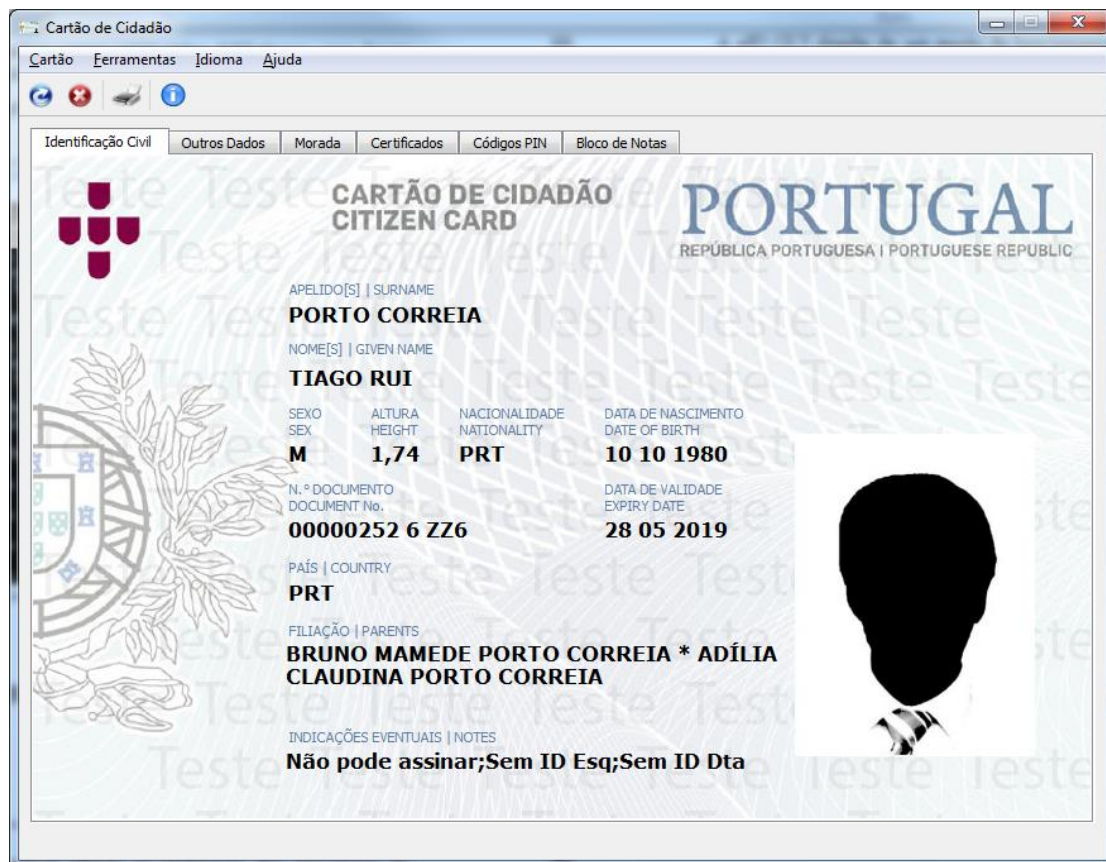 Cartão de Cidadão
Cartão Ferramentas Idioma Ajuda
Identificação Civil Outros Dados Morada Certificados Códigos PIN Bloco de Notas
CARTÃO DE CIDADÃO
CITIZEN CARD
PORTUGAL
REPÚBLICA PORTUGUESA | PORTUGUESE REPUBLIC
APELIDO[S] | SURNAME
PORTO CORREIA
NOME[S] | GIVEN NAME
TIAGO RUI
SEXO ALTURA NACIONALIDADE DATA DE NASCIMENTO
SEX HEIGHT NATIONALITY DATE OF BIRTH
M 1,74 PRT 10 10 1980
N.º DOCUMENTO DATA DE VALIDADE
DOCUMENT No. EXPIRY DATE
00000252 6 ZZ6 28 05 2019
PAÍS | COUNTRY
PRT
FILIAÇÃO | PARENTS
BRUNO MAMEDE PORTO CORREIA * ADÍLIA
CLAUDINA PORTO CORREIA
INDICAÇÕES EVENTUAIS | NOTES
Não pode assinar;Sem ID Esq;Sem ID Dta